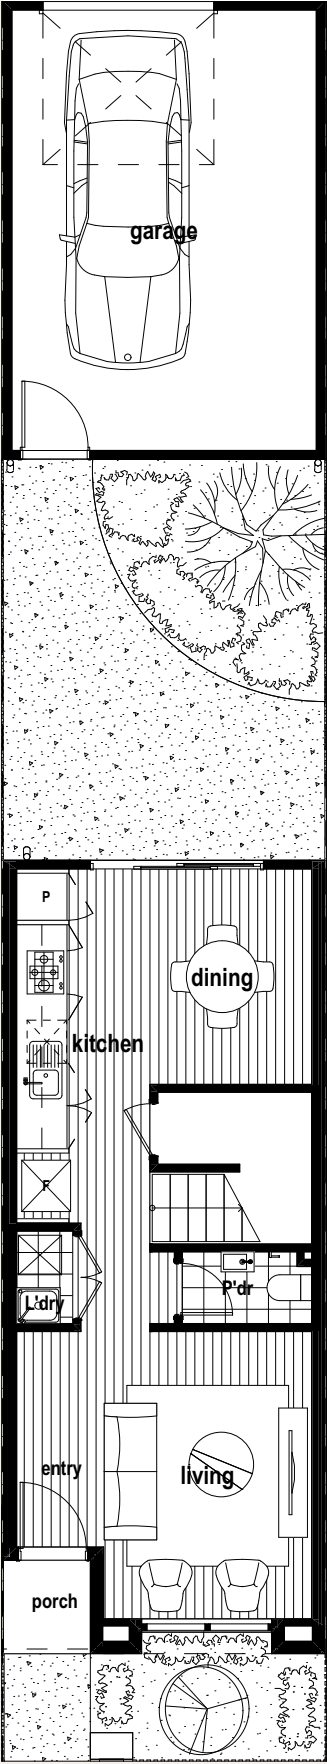 garage
P
dining
kitchen
F
P'dr
L'dry
entry
living
porch